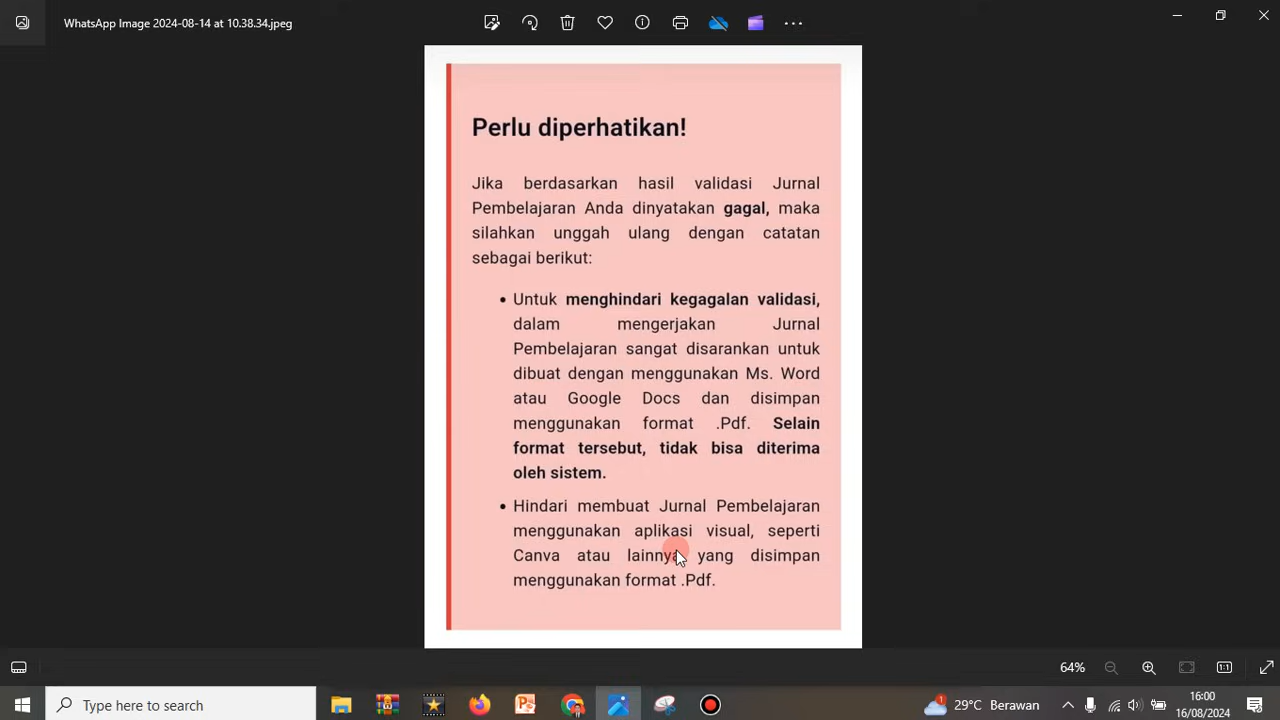 WhatsApp Image 2024-08-14 at 10.38.34.jpeg
Perlu diperhatikan!
Jika berdasarkan hasil validasi Jurnal
Pembelajaran Anda dinyatakan gagal, maka
silahkan unggah ulang dengan catatan
sebagai berikut:
• Untuk menghindari kegagalan validasi,
dalam mengerjakan Jurnal
Pembelajaran sangat disarankan untuk
dibuat dengan menggunakan Ms. Word
atau Google Docs dan disimpan
menggunakan format .Pdf. Selain
format tersebut, tidak bisa diterima
oleh sistem.
• Hindari membuat Jurnal Pembelajaran
menggunakan aplikasi visual, seperti
Canva atau lainnya yang disimpan
menggunakan format .Pdf.
64%
1:1
Type here to search
1
29°C Berawan
16:00
16/08/2024